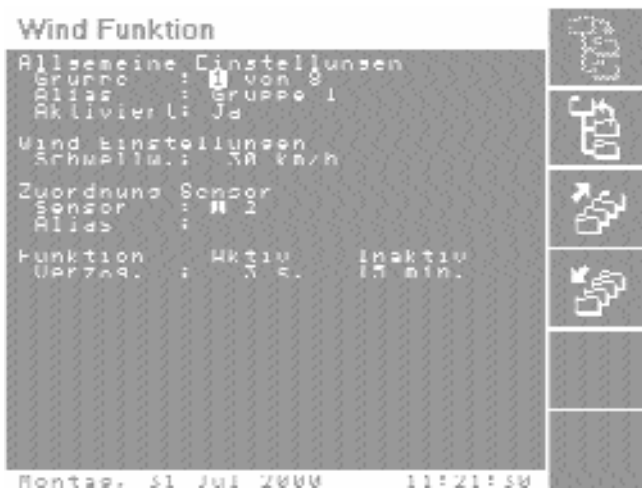 Wind Funktion
Allgemeine Einstellungen
Gruppe : 1 von 8
Alias : Gruppe 1
Aktiviert: Ja
Wind Einstellungen
Schwellw.: 30 km/h
Zuordnung Sensor
Sensor : 2
Alias :
Funktion Aktiv Inaktiv
Verzög. : s. 15 min.
Montag, 31 Jul 2000 11:21:30